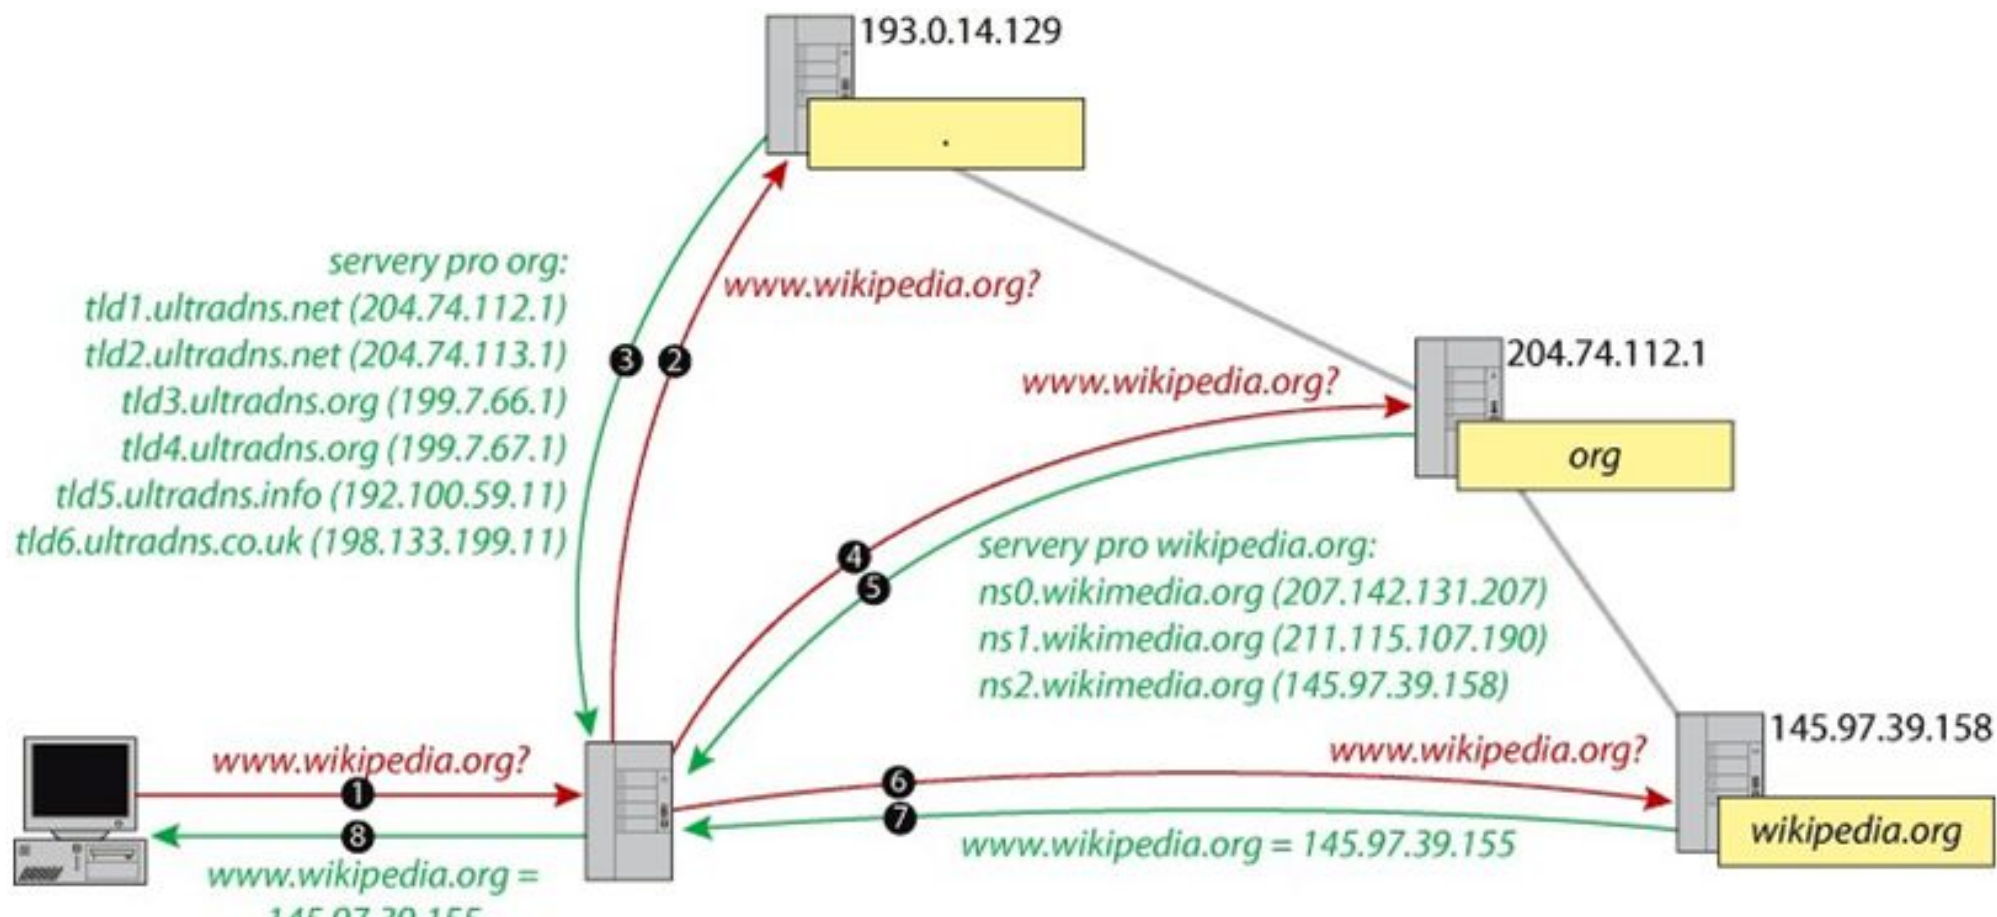 193.0.14.129
.
servery pro org:
tld1.ultradns.net (204.74.112.1)
tld2.ultradns.net (204.74.113.1)
tld3.ultradns.org (199.7.66.1)
tld4.ultradns.org (199.7.67.1)
tld5.ultradns.info (192.100.59.11)
tld6.ultradns.co.uk (198.133.199.11)
3
2
www.wikipedia.org?
204.74.112.1
www.wikipedia.org?
org
4
5
servery pro wikipedia.org:
ns0.wikimedia.org (207.142.131.207)
ns1.wikimedia.org (211.115.107.190)
ns2.wikimedia.org (145.97.39.158)
www.wikipedia.org?
1
8
www.wikipedia.org =
145.97.39.155
6
7
www.wikipedia.org?
www.wikipedia.org = 145.97.39.155
145.97.39.158
wikipedia.org